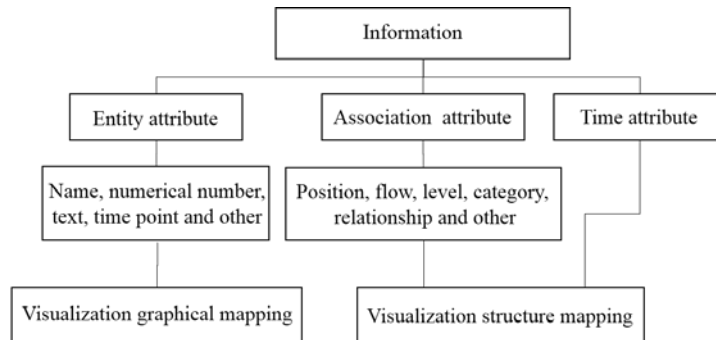 Information
Entity attribute
Association attribute
Time attribute
Name, numerical number,
text, time point and other
Position, flow, level, category,
relationship and other
Visualization graphical mapping
Visualization structure mapping